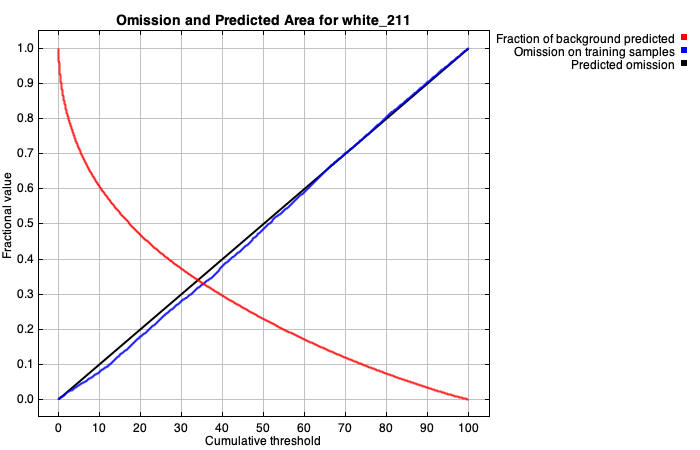 Omission and Predicted Area for white_211
Fraction of background predicted
Omission on training samples
Predicted omission
Fractional value
1.0
0.9
0.8
0.7
0.6
0.5
0.4
0.3
0.2
0.1
0.0
0 10 20 30 40 50 60 70 80 90 100
Cumulative threshold